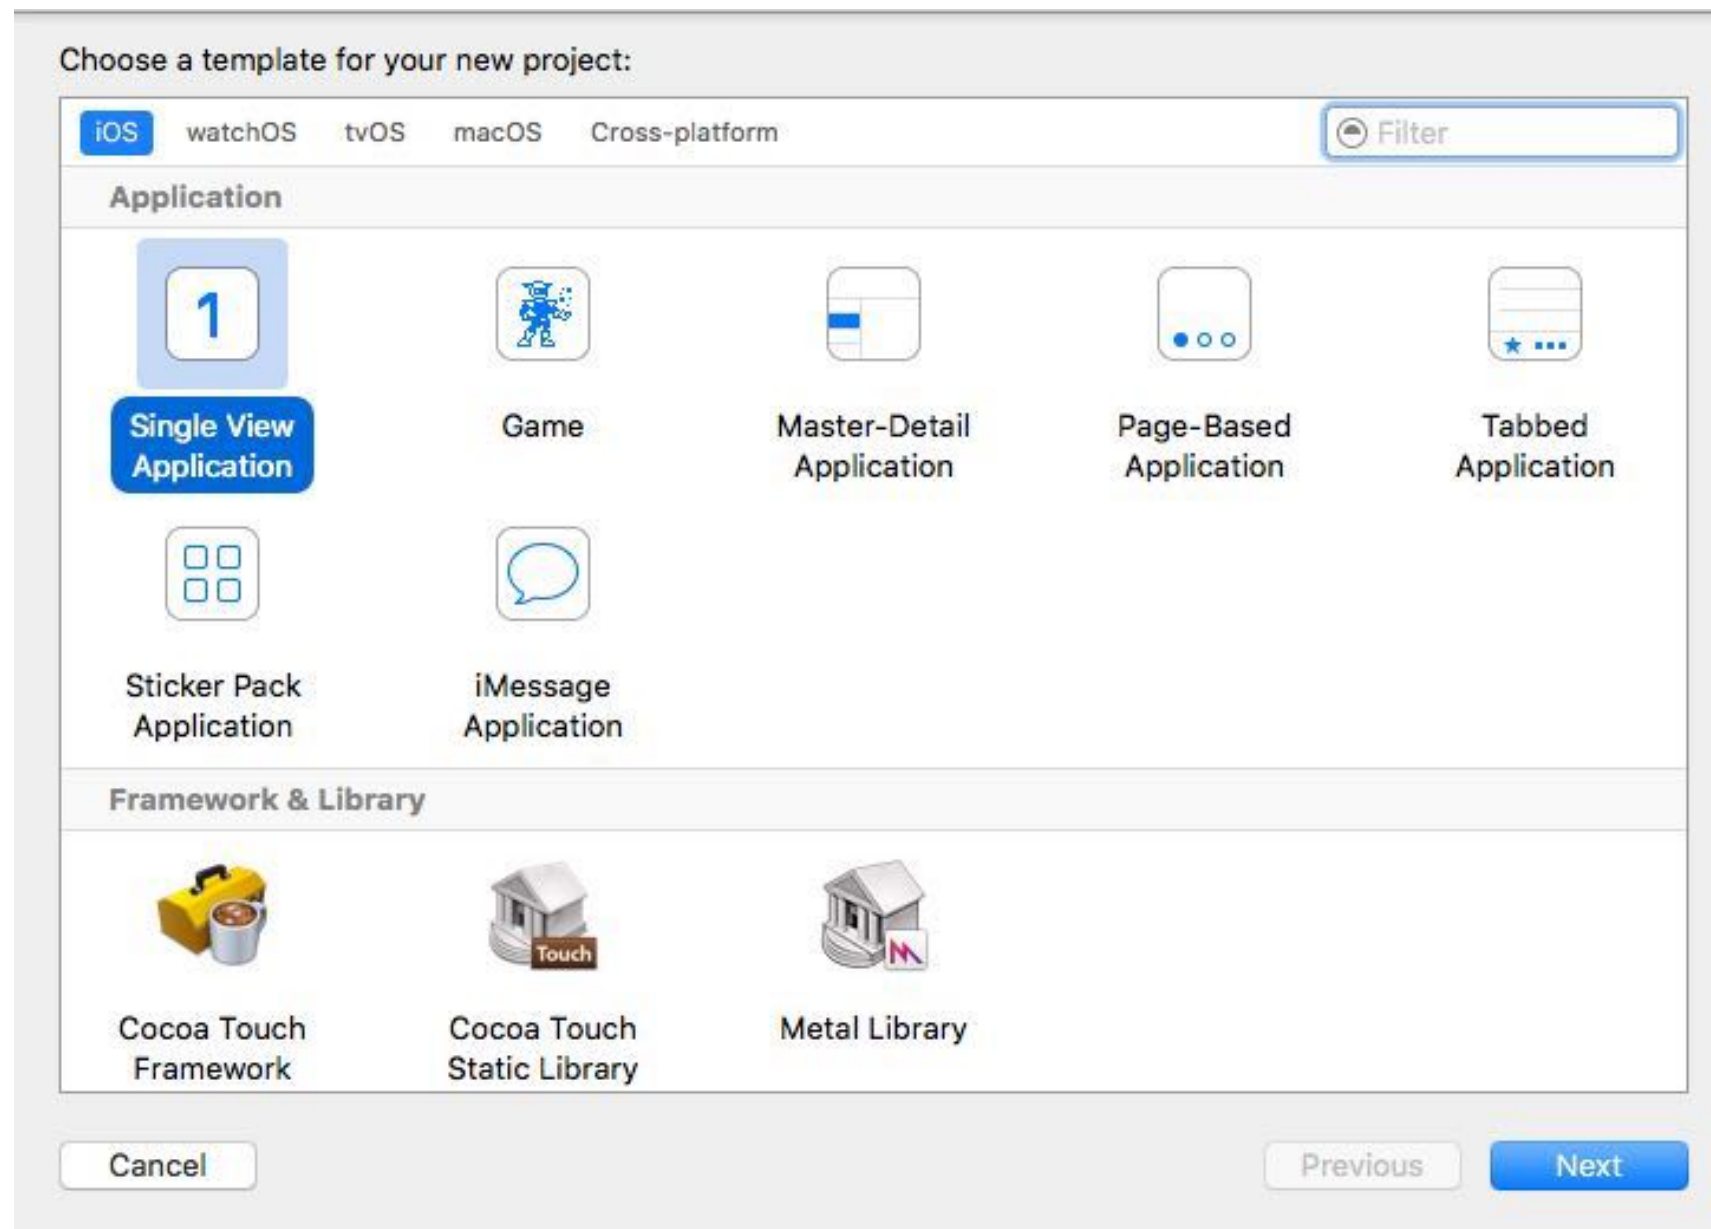 Choose a template for your new project:
iOS watchOS tvOS macOS Cross-platform Filter
Application
1
Single View Application
Game
Master-Detail Application
Page-Based Application
Tabbed Application
Sticker Pack Application
iMessage Application
Framework & Library
Touch
Cocoa Touch Framework
Cocoa Touch Static Library
Metal Library
Cancel Previous Next